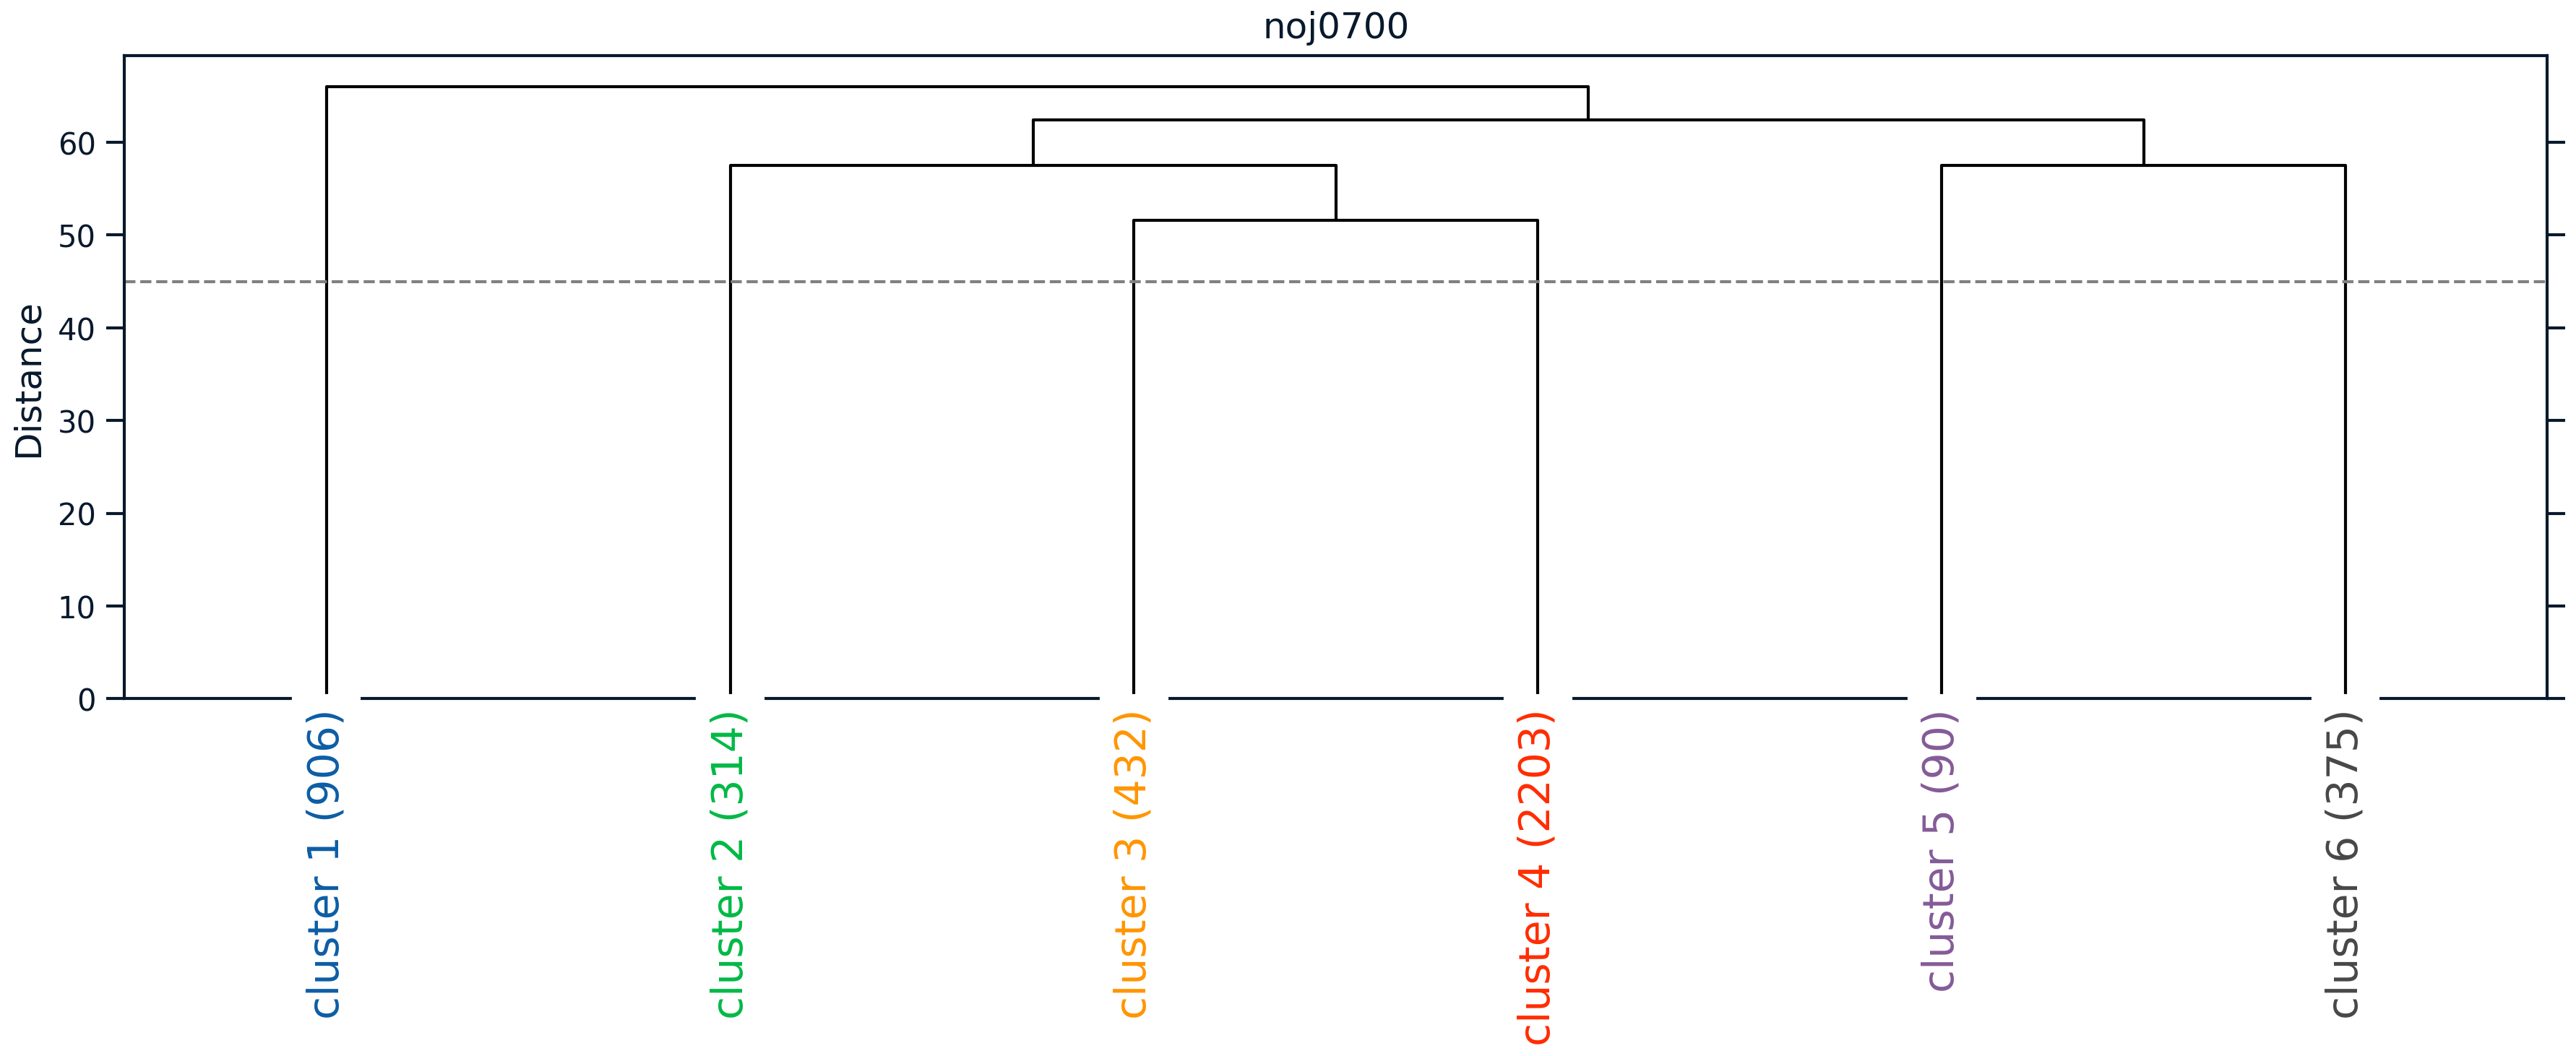 noj0700
Distance
60
50
40
30
20
10
0
cluster 1 (906)
cluster 2 (314)
cluster 3 (432)
cluster 4 (2203)
cluster 5 (90)
cluster 6 (375)